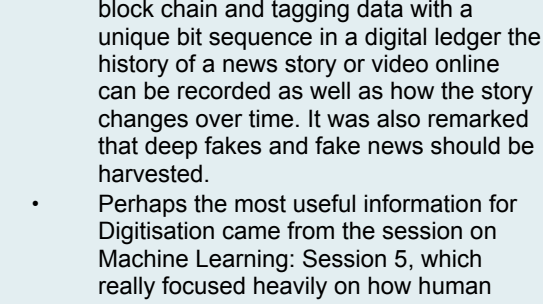 block chain and tagging data with a
unique bit sequence in a digital ledger the
history of a news story or video online
can be recorded as well as how the story
changes over time. It was also remarked
that deep fakes and fake news should be
harvested.
• Perhaps the most useful information for
Digitisation came from the session on
Machine Learning: Session 5, which
really focused heavily on how human